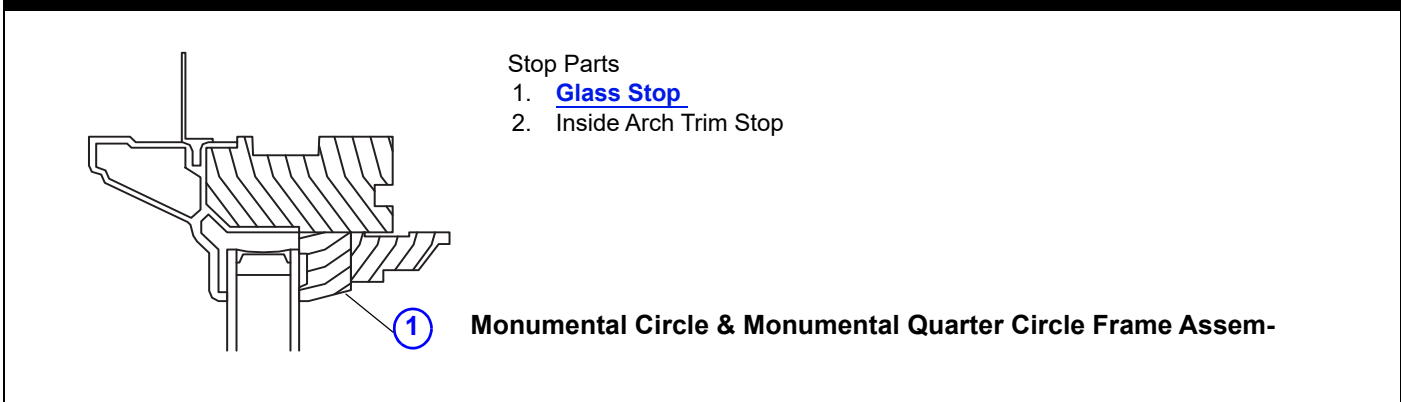 Stop Parts
1. Glass Stop
2. Inside Arch Trim Stop
1
Monumental Circle & Monumental Quarter Circle Frame Assem-